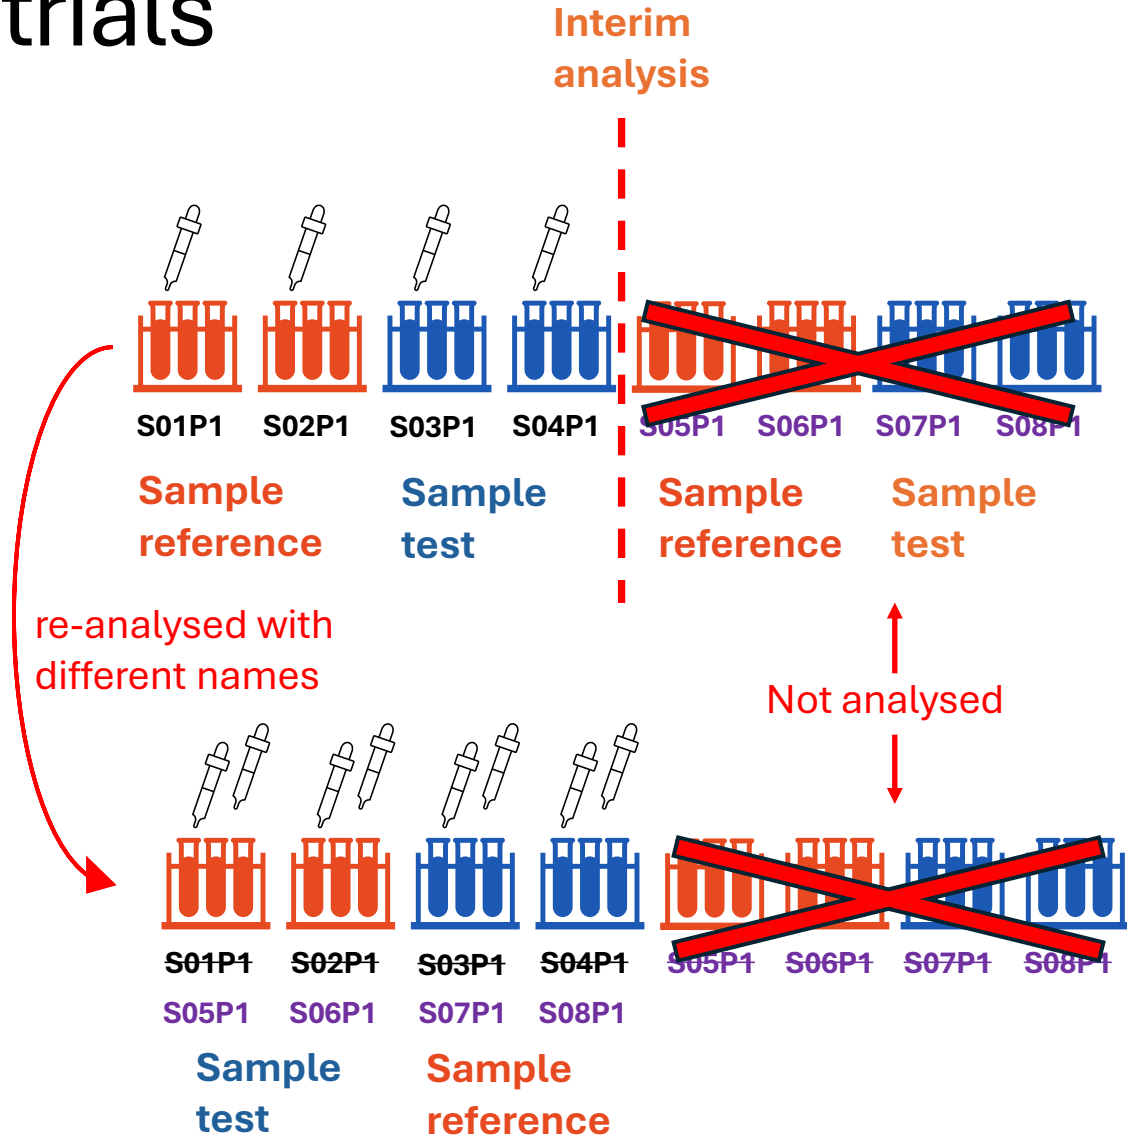 trials
Interim
analysis
S01P1 S02P1 S03P1 S04P1 S05P1 S06P1 S07P1 S08P1
Sample
reference
Sample
test
Sample
reference
Sample
test
re-analysed with
different names
Not analysed
S01P1 S02P1 S03P1 S04P1 S05P1 S06P1 S07P1 S08P1
S05P1 S06P1 S07P1 S08P1
Sample
test
Sample
reference